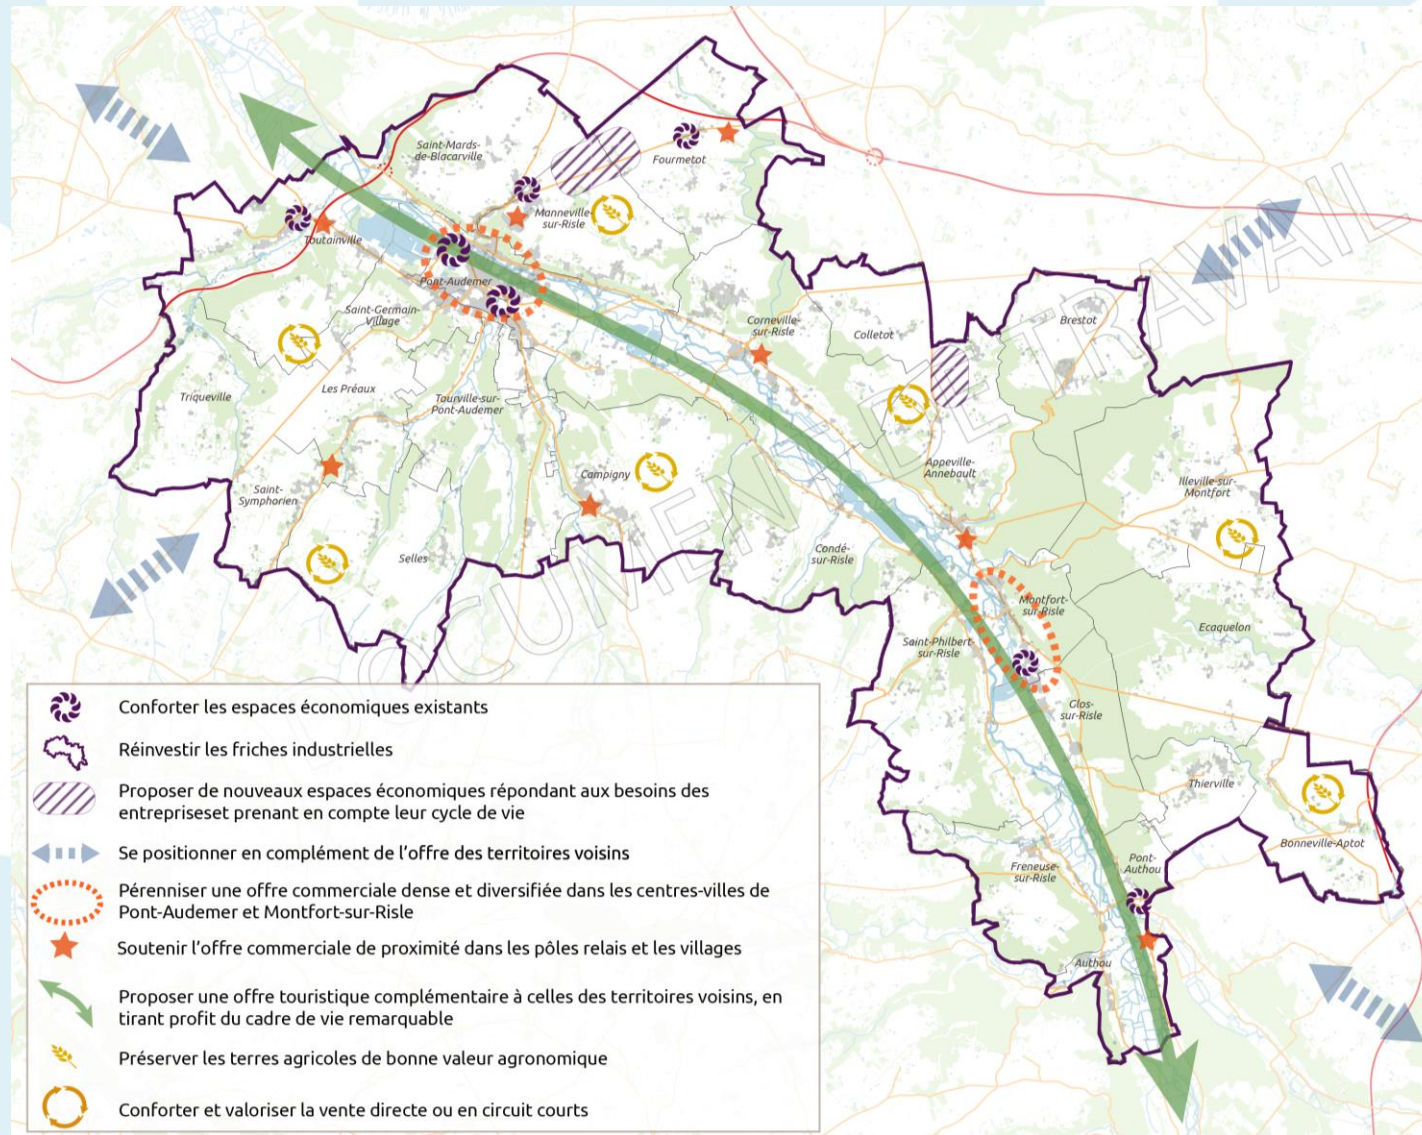 Saint-Mards-
de-Blacarville
Fourmetot
Manneville-
sur-Risle
Toutainville
Pont-Audemer
Saint-Germain-
Village
Corneville-
sur-Risle
Colletot
Brestot
Triqueville
Les Préaux
Tourville-sur-
Pont-Audemer
Campigny
Appeville-
Annebault
Illeville-sur-
Montfort
Saint-
Symphorien
Selles
Condé-
sur-Risle
Montfort-
sur-Risle
Ecaquelon
Saint-Philbert-
sur-Risle
Glos-
sur-Risle
Thierville
Bonneville-Aptot
Freneuse-
sur-Risle
Pont-
Authou
Authou
DOCUMENT DE TRAVAIL
Conforter les espaces économiques existants
Réinvestir les friches industrielles
Proposer de nouveaux espaces économiques répondant aux besoins des
entrepriseset prenant en compte leur cycle de vie
Se positionner en complément de l'offre des territoires voisins
Pérenniser une offre commerciale dense et diversifiée dans les centres-villes de
Pont-Audemer et Montfort-sur-Risle
Soutenir l'offre commerciale de proximité dans les pôles relais et les villages
Proposer une offre touristique complémentaire à celles des territoires voisins, en
tirant profit du cadre de vie remarquable
Préserver les terres agricoles de bonne valeur agronomique
Conforter et valoriser la vente directe ou en circuit courts